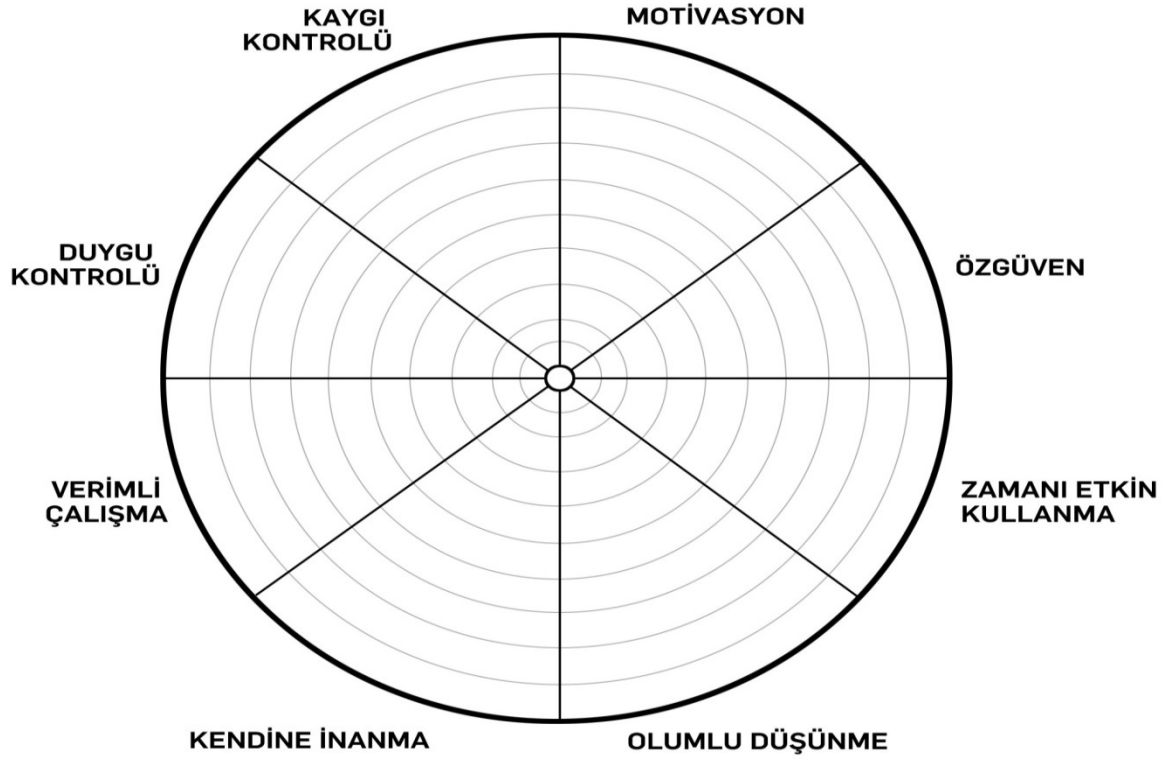 KAYGI
KONTROLÜ
MOTİVASYON
DUYGU
KONTROLÜ
ÖZGÜVEN
VERİMLİ
ÇALIŞMA
ZAMANI ETKİN
KULLANMA
KENDİNE İNANMA
OLUMLU DÜŞÜNME